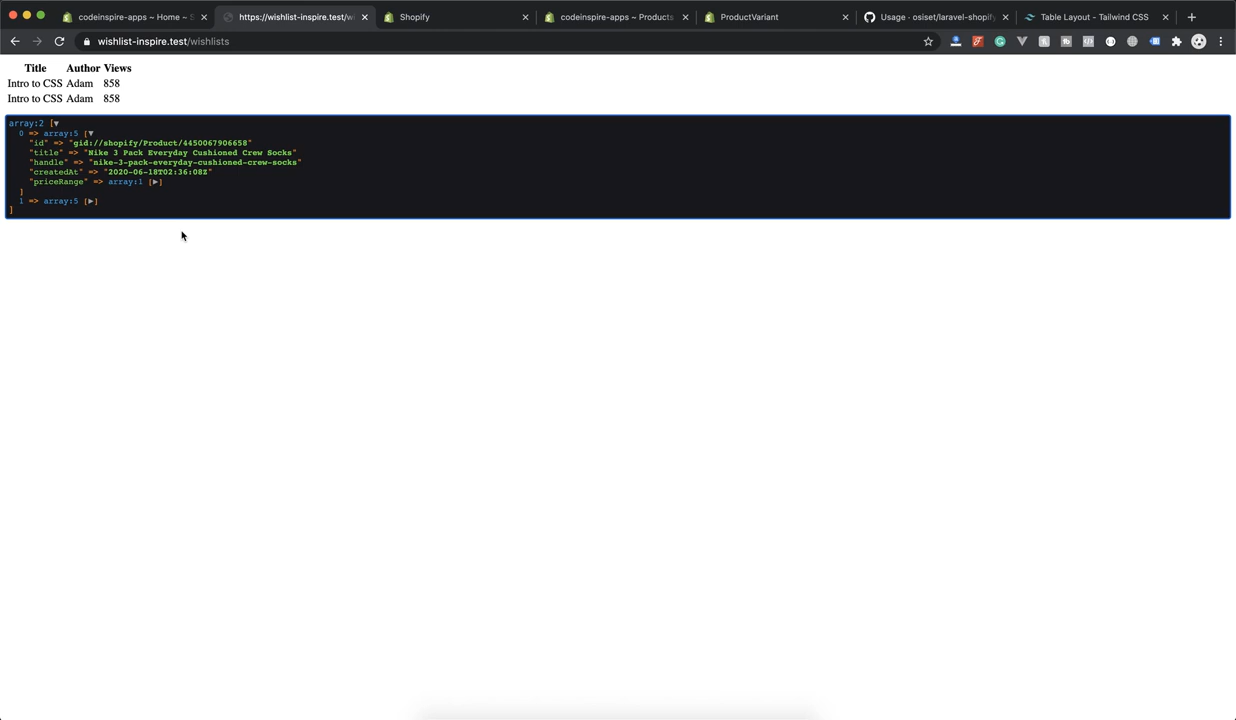 codeinspire-apps ~ Home ~ S
https://wishlist-inspire.test/wi
Shopify
codeinspire-apps ~ Products
ProductVariant
Usage · osiset/laravel-shopify
Table Layout - Tailwind CSS
wishlist-inspire.test/wishlists
Title Author Views
Intro to CSS Adam 858
Intro to CSS Adam 858
array:2 [▼
0 => array:5 [▼
"id" => "gid://shopify/Product/4450067906658"
"title" => "Nike 3 Pack Everyday Cushioned Crew Socks"
"handle" => "nike-3-pack-everyday-cushioned-crew-socks"
"createdAt" => "2020-06-18T02:36:08Z"
"priceRange" => array:1 [▶]
]
1 => array:5 [▶]
]